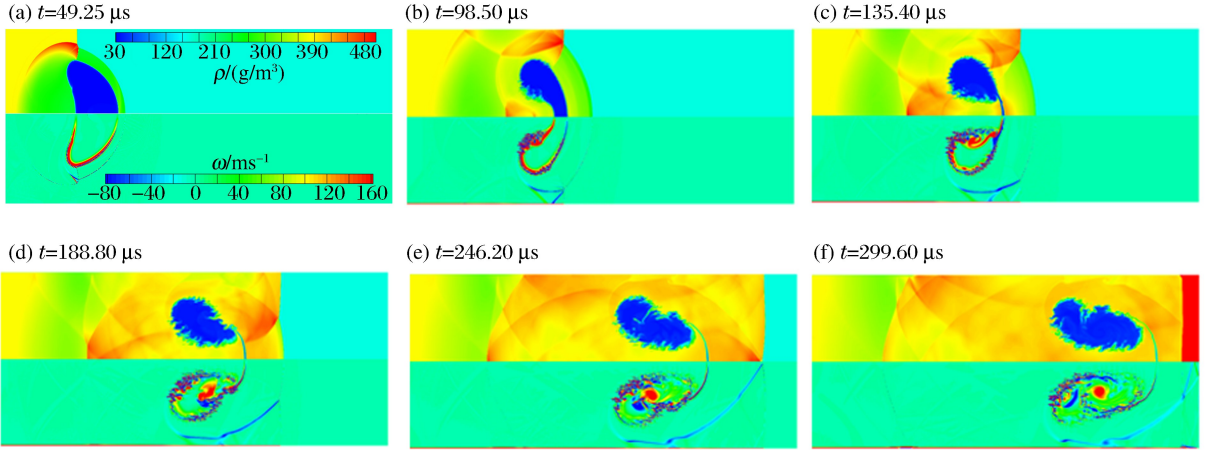 (a) t=49.25 μs
(b) t=98.50 μs
(c) t=135.40 μs
30 120 210 300 390 480
ρ/(g/m³)
ω/ms⁻¹
−80 −40 0 40 80 120 160
(d) t=188.80 μs
(e) t=246.20 μs
(f) t=299.60 μs